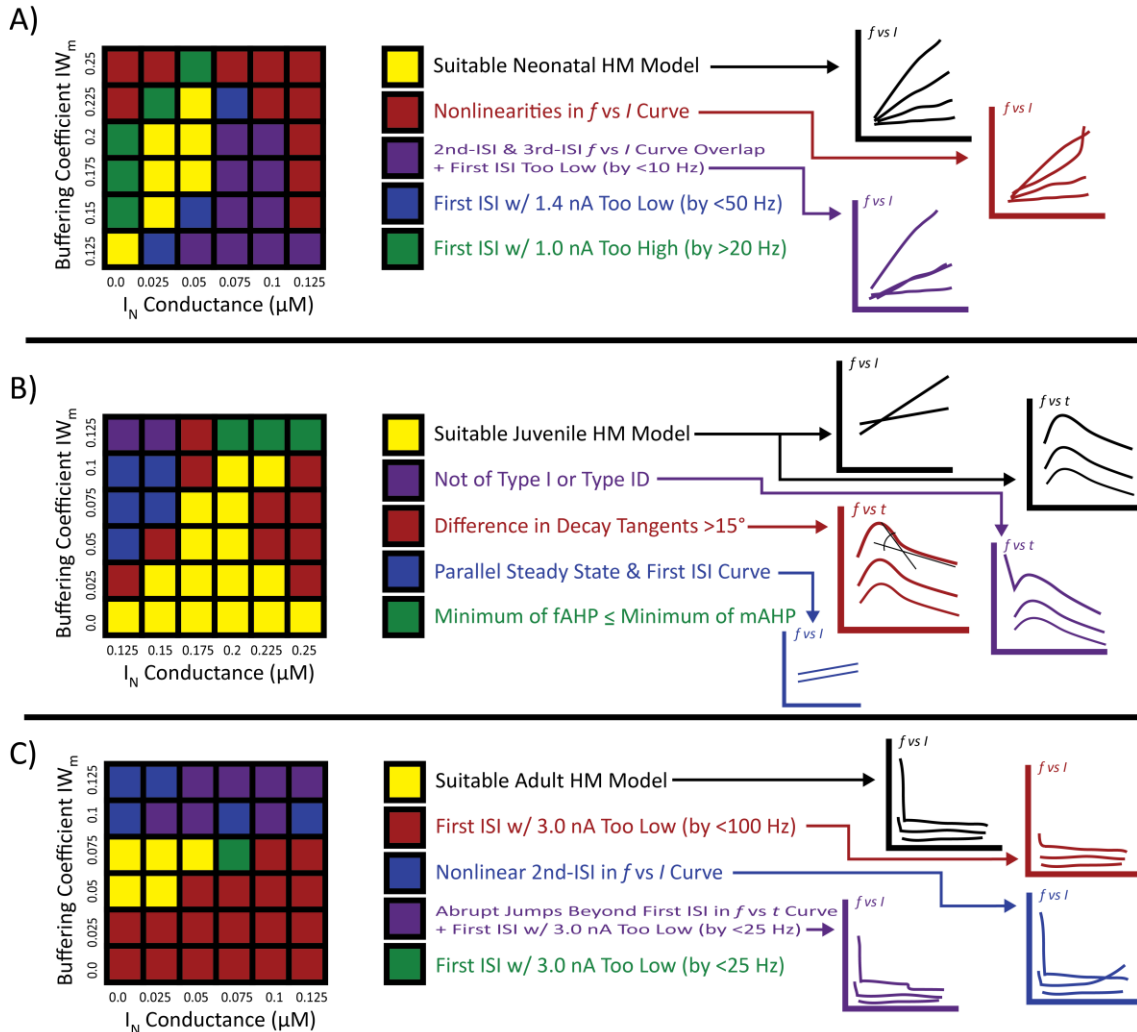 A)
Buffering Coefficient IWm
0.25
0.225
0.2
0.175
0.15
0.125
0.0 0.025 0.05 0.075 0.1 0.125
IN Conductance (μM)
Suitable Neonatal HM Model
Nonlinearities in f vs I Curve
2nd-ISI & 3rd-ISI f vs I Curve Overlap
+ First ISI Too Low (by <10 Hz)
First ISI w/ 1.4 nA Too Low (by <50 Hz)
First ISI w/ 1.0 nA Too High (by >20 Hz)
f vs I
f vs I
f vs I
B)
Buffering Coefficient IWm
0.125
0.1
0.075
0.05
0.025
0.0
0.125 0.15 0.175 0.2 0.225 0.25
IN Conductance (μM)
Suitable Juvenile HM Model
Not of Type I or Type ID
Difference in Decay Tangents >15°
Parallel Steady State & First ISI Curve
Minimum of fAHP ≤ Minimum of mAHP
f vs I
f vs t
f vs t
f vs t
f vs I
C)
Buffering Coefficient IWm
0.125
0.1
0.075
0.05
0.025
0.0
0.0 0.025 0.05 0.075 0.1 0.125
IN Conductance (μM)
Suitable Adult HM Model
First ISI w/ 3.0 nA Too Low (by <100 Hz)
Nonlinear 2nd-ISI in f vs I Curve
Abrupt Jumps Beyond First ISI in f vs t Curve
+ First ISI w/ 3.0 nA Too Low (by <25 Hz)
First ISI w/ 3.0 nA Too Low (by <25 Hz)
f vs I
f vs I
f vs I
f vs I